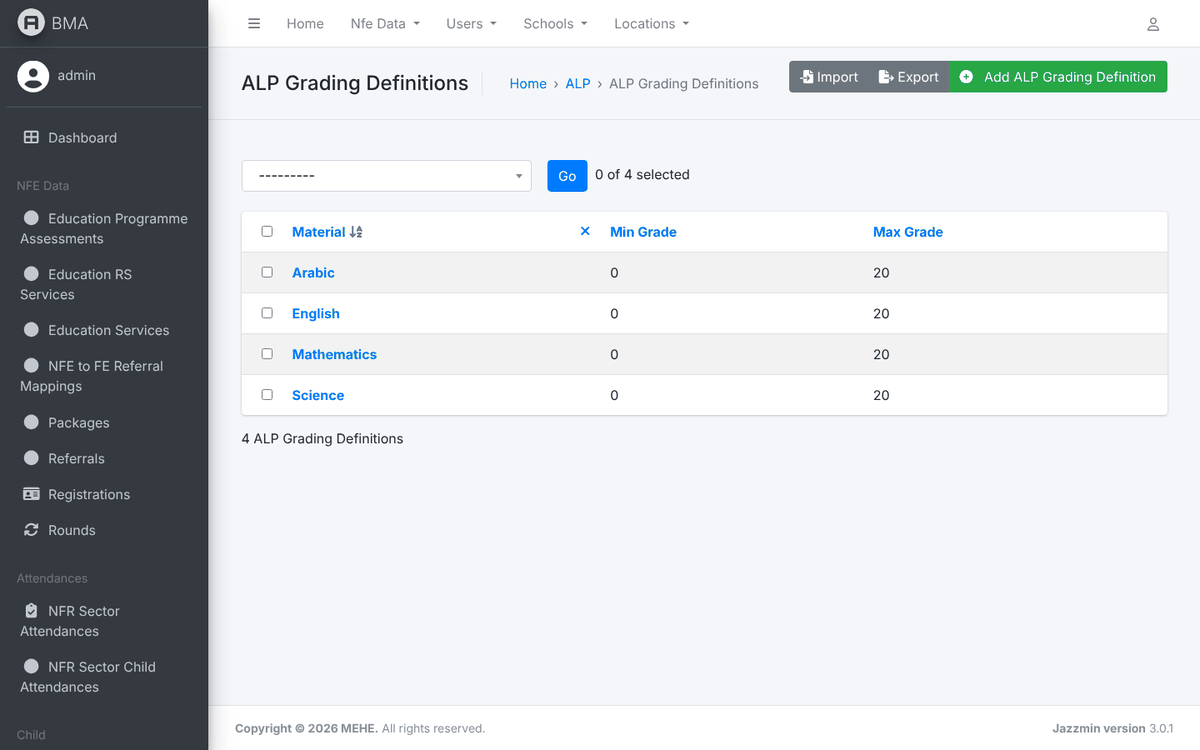 BMA
Home
Nfe Data
Users
Schools
Locations
admin
Dashboard
NFE Data
Education Programme
Assessments
Education RS
Services
Education Services
NFE to FE Referral
Mappings
Packages
Referrals
Registrations
Rounds
Attendances
NFR Sector
Attendances
NFR Sector Child
Attendances
Child
ALP Grading Definitions
Home › ALP › ALP Grading Definitions
Import
Export
Add ALP Grading Definition
---------
Go
0 of 4 selected
Material Min Grade Max Grade
Arabic 0 20
English 0 20
Mathematics 0 20
Science 0 20
4 ALP Grading Definitions
Copyright © 2026 MEHE. All rights reserved.
Jazzmin version 3.0.1